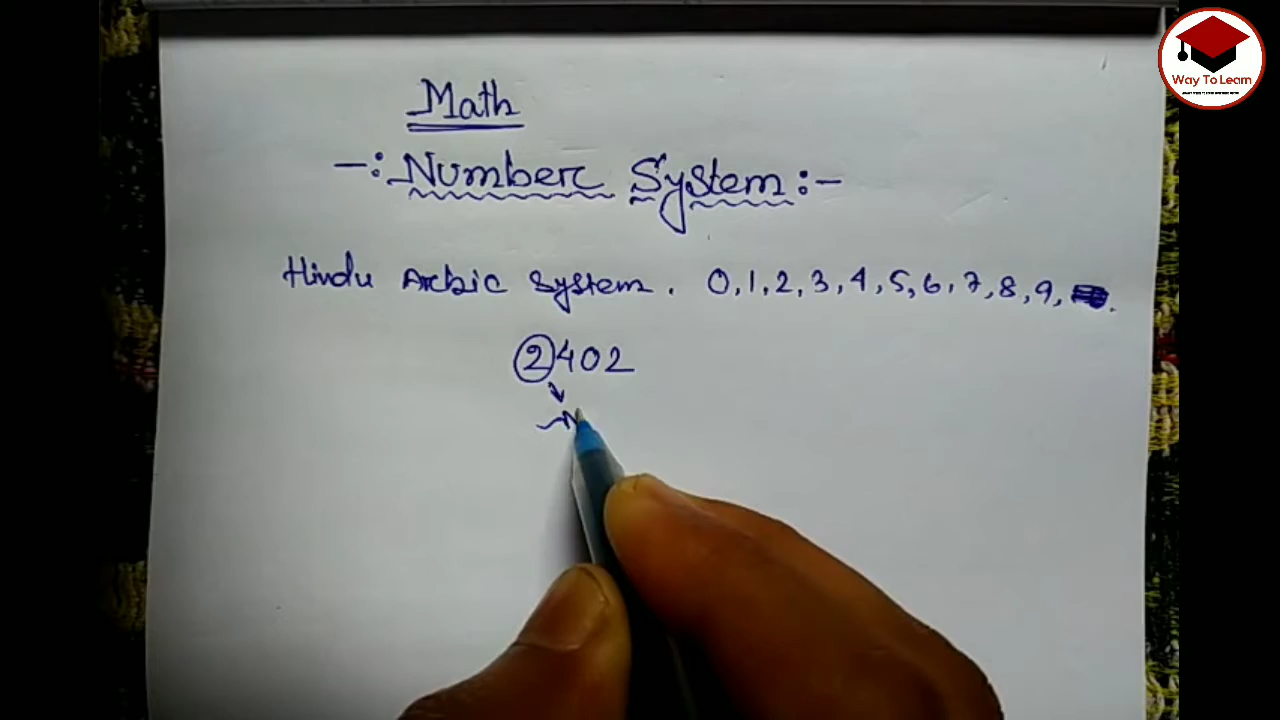 Math
-: Number System :-
Hindu Arbic System. 0, 1, 2, 3, 4, 5, 6, 7, 8, 9,
2402
Way To Learn